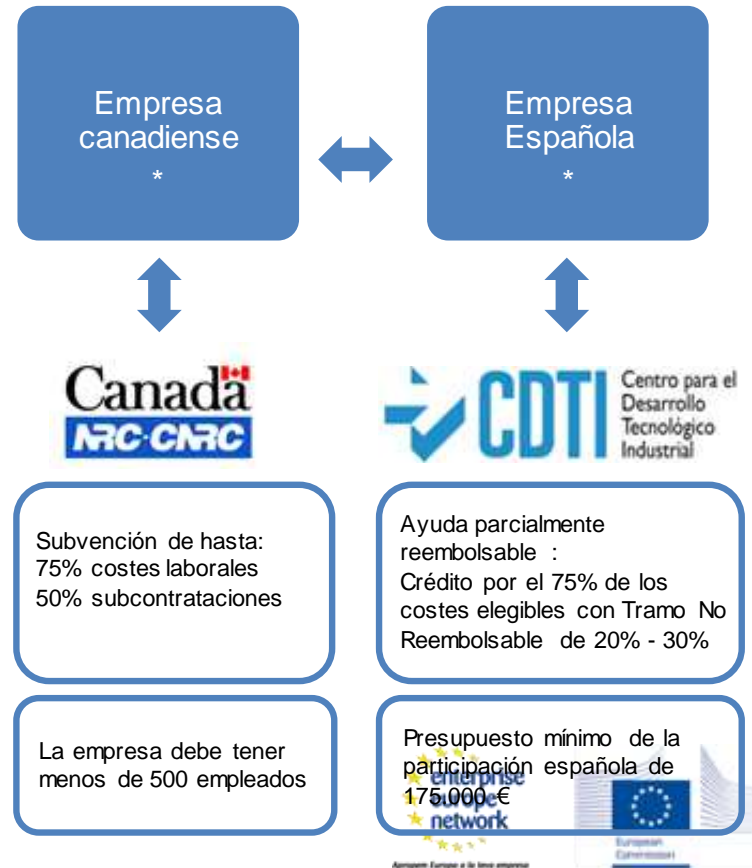 Empresa
canadiense
*
Empresa
Española
*
Canada
NRC·CNRC
CDTI
Centro para el
Desarrollo
Tecnológico
Industrial
Subvención de hasta:
75% costes laborales
50% subcontrataciones
Ayuda parcialmente
reembolsable :
Crédito por el 75% de los
costes elegibles con Tramo No
Reembolsable de 20% - 30%
La empresa debe tener
menos de 500 empleados
Presupuesto mínimo de la
participación española de
175.000 €
enterprise
europe
network
European
Commission